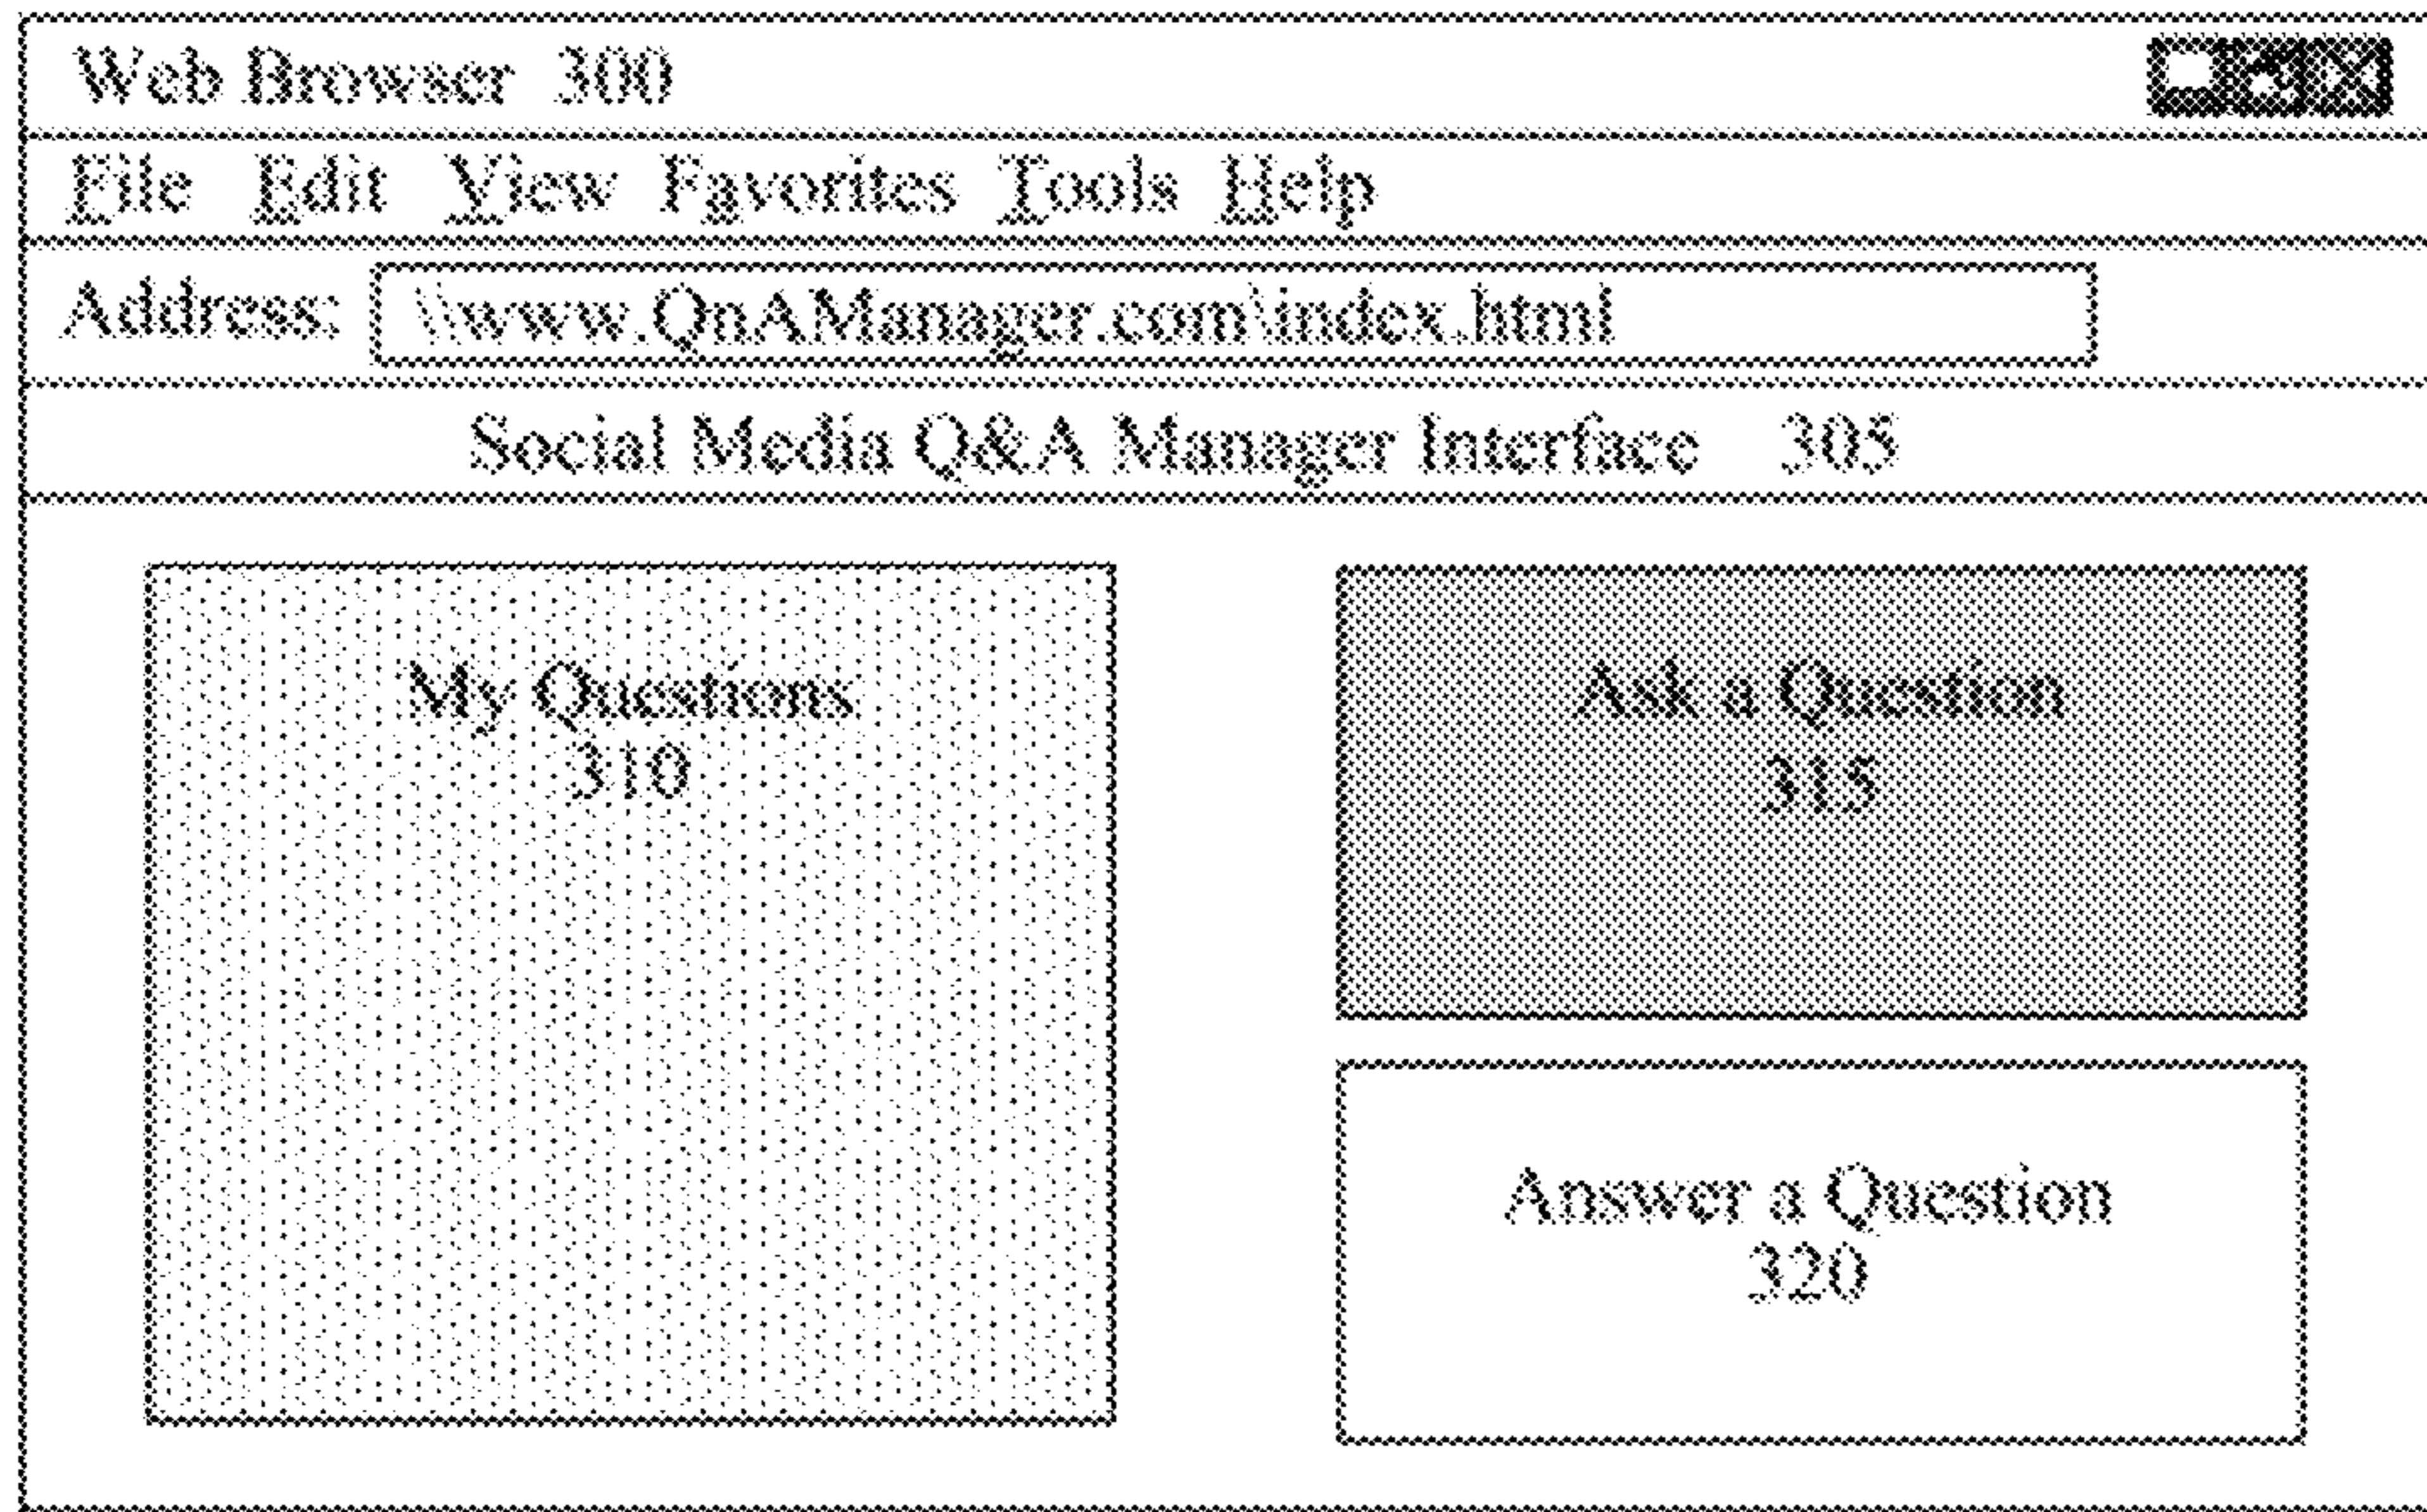 Web Browser 300
File Edit View Favorites Tools Help
Address: \\www.QnAManager.com\index.html
Social Media Q&A Manager Interface 305
My Questions
310
Ask a Question
315
Answer a Question
320